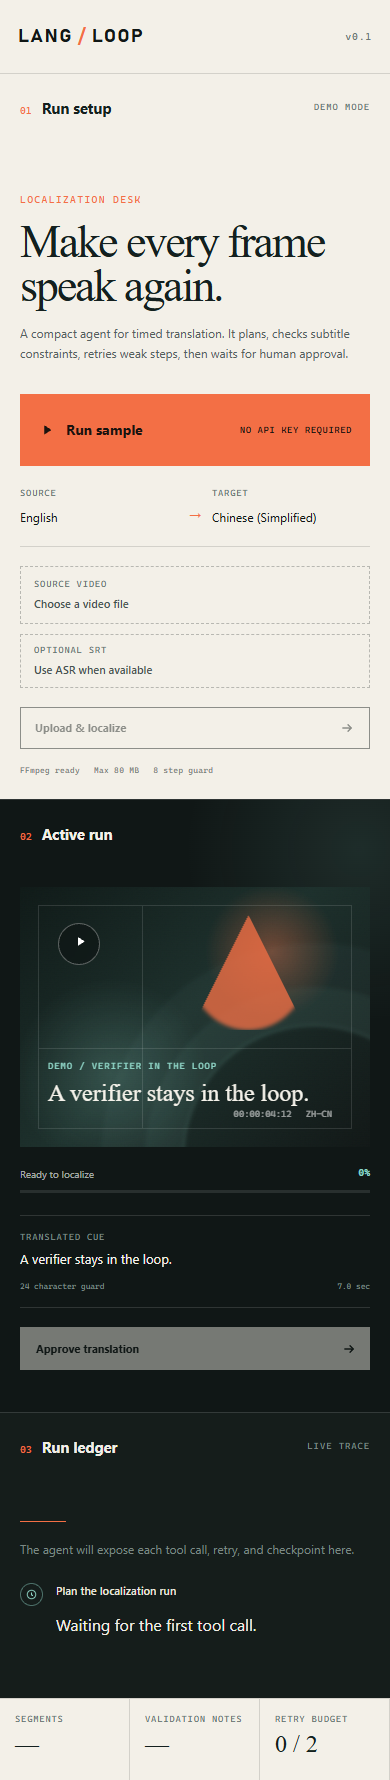 LANG / LOOP
v0.1
01 Run setup
DEMO MODE
LOCALIZATION DESK
Make every frame
speak again.
A compact agent for timed translation. It plans, checks subtitle
constraints, retries weak steps, then waits for human approval.
Run sample
NO API KEY REQUIRED
SOURCE
TARGET
English → Chinese (Simplified)
SOURCE VIDEO
Choose a video file
OPTIONAL SRT
Use ASR when available
Upload & localize →
FFmpeg ready Max 80 MB 8 step guard
02 Active run
DEMO / VERIFIER IN THE LOOP
A verifier stays in the loop.
00:00:04:12 ZH-CN
Ready to localize
0%
TRANSLATED CUE
A verifier stays in the loop.
24 character guard
7.0 sec
Approve translation →
03 Run ledger
LIVE TRACE
The agent will expose each tool call, retry, and checkpoint here.
Plan the localization run
Waiting for the first tool call.
SEGMENTS
—
VALIDATION NOTES
—
RETRY BUDGET
0 / 2